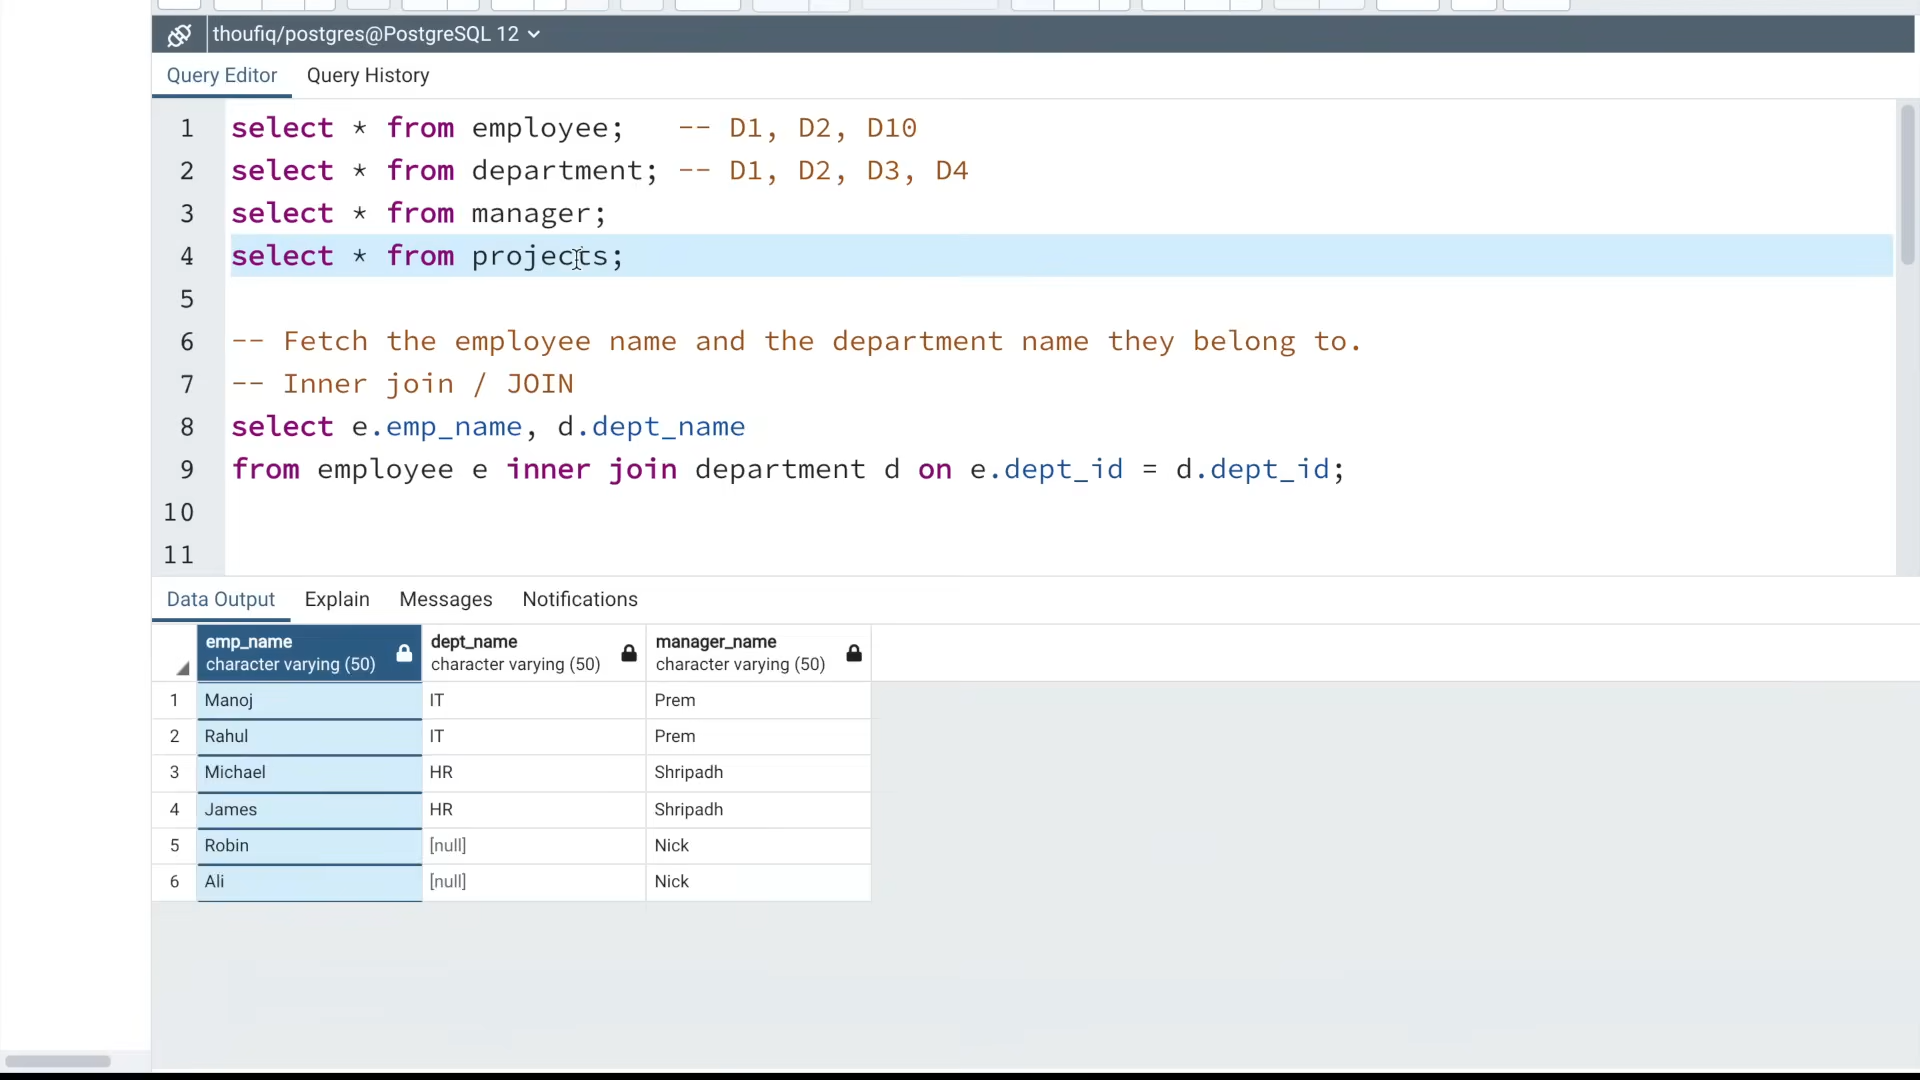 thoufiq/postgres@PostgreSQL 12
Query Editor Query History
1 select * from employee;   -- D1, D2, D10
2 select * from department; -- D1, D2, D3, D4
3 select * from manager;
4 select * from projects;
5
6 -- Fetch the employee name and the department name they belong to.
7 -- Inner join / JOIN
8 select e.emp_name, d.dept_name
9 from employee e inner join department d on e.dept_id = d.dept_id;
10
11
Data Output Explain Messages Notifications
emp_name dept_name manager_name
character varying (50) character varying (50) character varying (50)
1 Manoj IT Prem
2 Rahul IT Prem
3 Michael HR Shripadh
4 James HR Shripadh
5 Robin [null] Nick
6 Ali [null] Nick